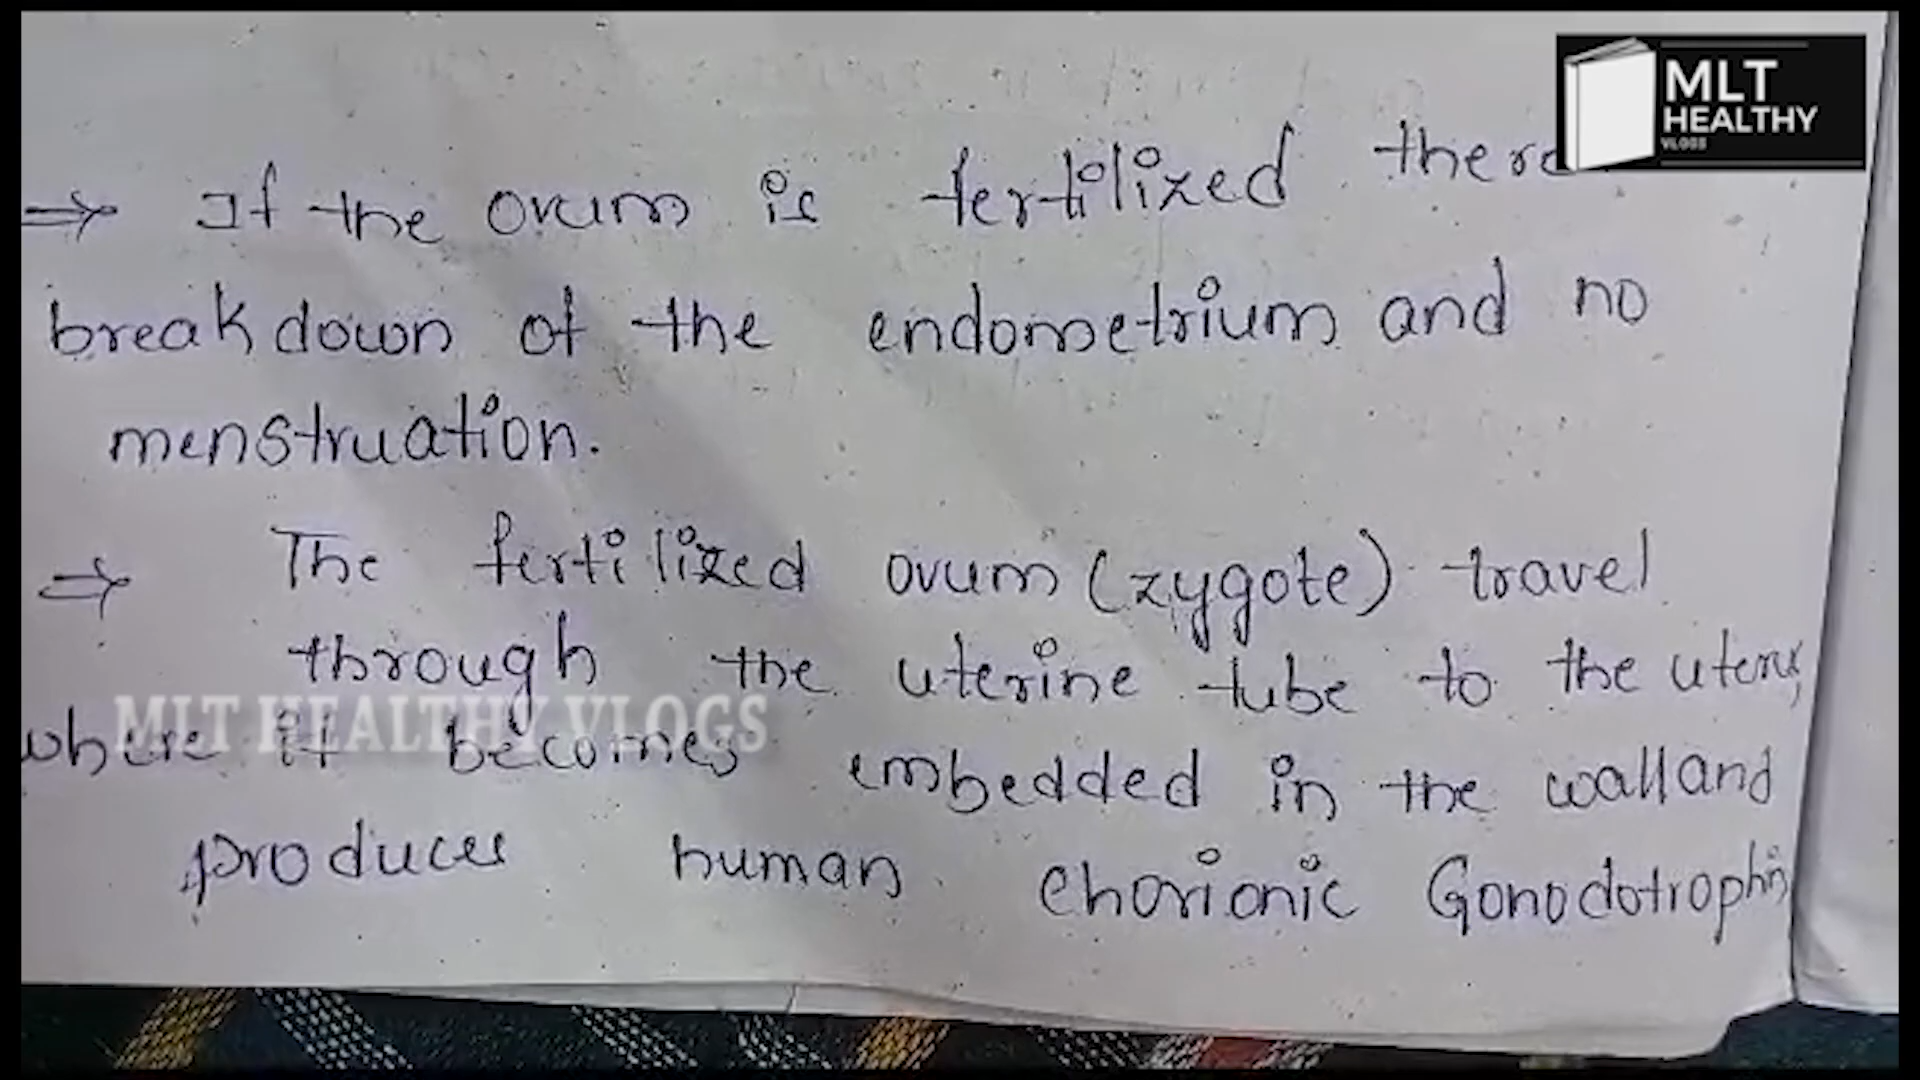 MLT
HEALTHY
VLOGS
⇒ If the ovum is fertilized there
breakdown of the endometrium and no
menstruation.
⇒ The fertilized ovum (zygote) travel
through the uterine tube to the uterus,
where it becomes embedded in the wall and
produces human chorionic Gonodotrophin
MLT HEALTHY VLOGS